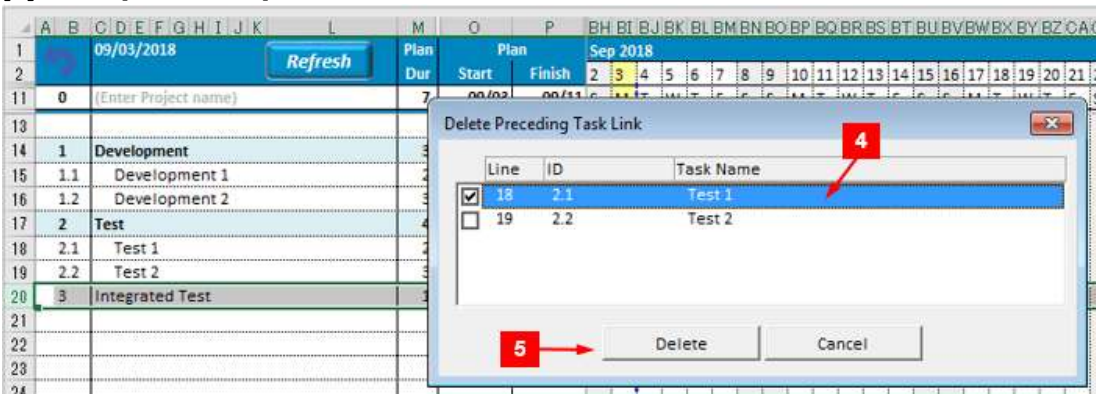 A B C D E F G H I J K L M O P BH BI BJ BK BL BM BN BO BP BQ BR BS BT BU BV BW BX BY BZ CA
1 09/03/2018 Refresh Plan Plan Sep 2018
2 Dur Start Finish 2 3 4 5 6 7 8 9 10 11 12 13 14 15 16 17 18 19 20 21
11 0 (Enter Project name) 7 09/03 09/11
13
14 1 Development
15 1.1 Development 1
16 1.2 Development 2
17 2 Test
18 2.1 Test 1
19 2.2 Test 2
20 3 Integrated Test
21
22
23
24
Delete Preceding Task Link
4
Line ID Task Name
18 2.1 Test 1
19 2.2 Test 2
5 Delete Cancel